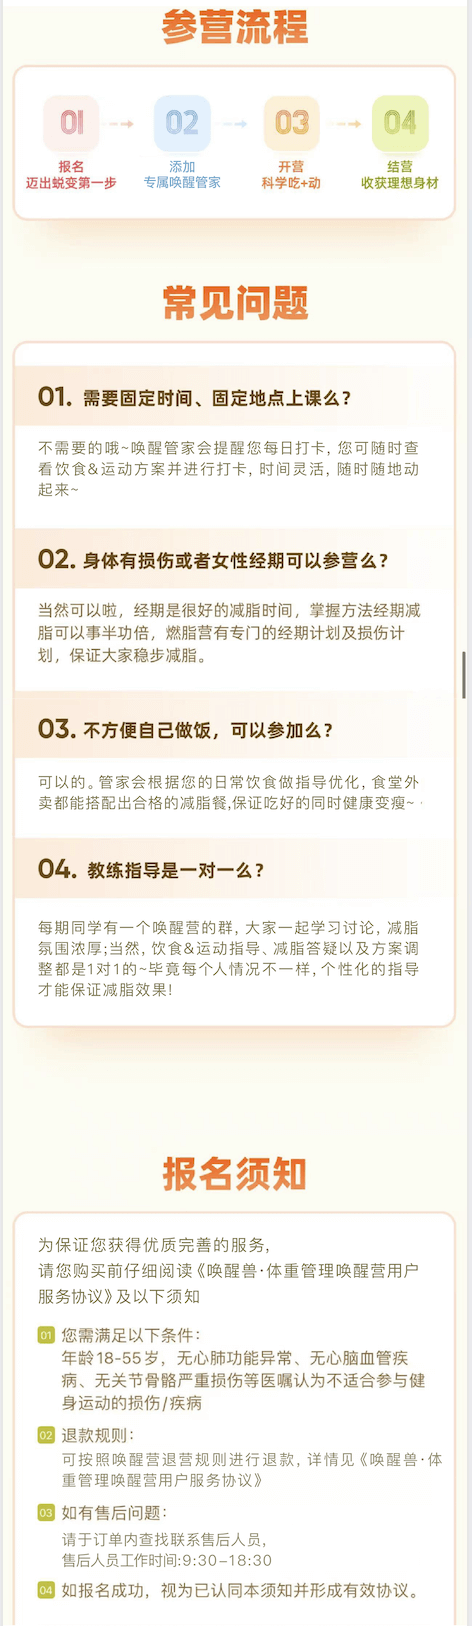 参营流程
01
02
03
04
报名
添加
开营
结营
迈出蜕变第一步
专属唤醒管家
科学吃+动
收获理想身材
常见问题
01. 需要固定时间、固定地点上课么？
不需要的哦~唤醒管家会提醒您每日打卡, 您可随时查
看饮食&运动方案并进行打卡, 时间灵活, 随时随地动
起来~
02. 身体有损伤或者女性经期可以参营么？
当然可以啦，经期是很好的减脂时间，掌握方法经期减
脂可以事半功倍，燃脂营有专门的经期计划及损伤计
划，保证大家稳步减脂。
03. 不方便自己做饭，可以参加么？
可以的。管家会根据您的日常饮食做指导优化, 食堂外
卖都能搭配出合格的减脂餐,保证吃好的同时健康变瘦~
04. 教练指导是一对一么？
每期同学有一个唤醒营的群, 大家一起学习讨论, 减脂
氛围浓厚;当然, 饮食&运动指导、减脂答疑以及方案调
整都是1对1的~毕竟每个人情况不一样, 个性化的指导
才能保证减脂效果!
报名须知
为保证您获得优质完善的服务,
请您购买前仔细阅读《唤醒兽·体重管理唤醒营用户
服务协议》及以下须知
01 您需满足以下条件：
年龄18-55岁，无心肺功能异常、无心脑血管疾
病、无关节骨骼严重损伤等医嘱认为不适合参与健
身运动的损伤/疾病
02 退款规则：
可按照唤醒营退营规则进行退款, 详情见《唤醒兽·体
重管理唤醒营用户服务协议》
03 如有售后问题：
请于订单内查找联系售后人员,
售后人员工作时间:9:30-18:30
04 如报名成功，视为已认同本须知并形成有效协议。